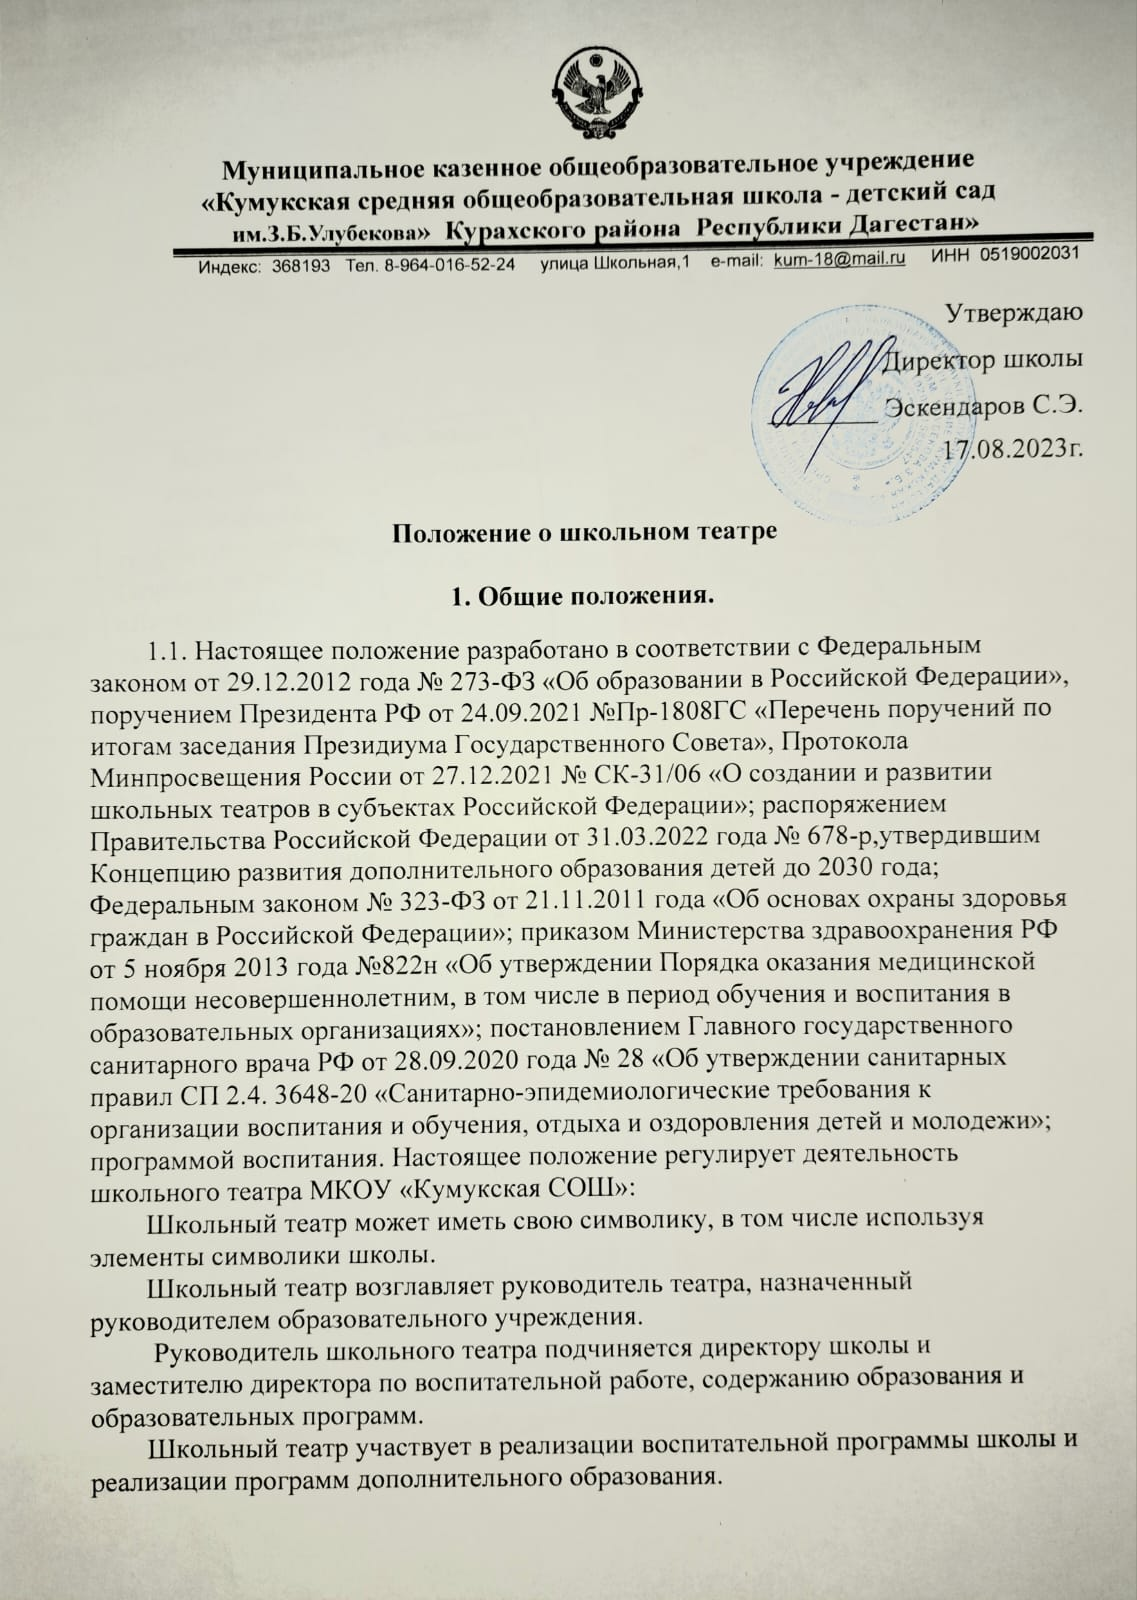 Муниципальное казенное общеобразовательное учреждение
«Кумукская средняя общеобразовательная школа - детский сад
им.З.Б.Улубекова» Курахского района Республики Дагестан»
Индекс: 368193 Тел. 8-964-016-52-24 улица Школьная,1 e-mail: kum-18@mail.ru ИНН 0519002031
Утверждаю
Директор школы
Эскендаров С.Э.
17.08.2023г.
Положение о школьном театре
1. Общие положения.
1.1. Настоящее положение разработано в соответствии с Федеральным
законом от 29.12.2012 года № 273-ФЗ «Об образовании в Российской Федерации»,
поручением Президента РФ от 24.09.2021 №Пр-1808ГС «Перечень поручений по
итогам заседания Президиума Государственного Совета», Протокола
Минпросвещения России от 27.12.2021 № СК-31/06 «О создании и развитии
школьных театров в субъектах Российской Федерации»; распоряжением
Правительства Российской Федерации от 31.03.2022 года № 678-р,утвердившим
Концепцию развития дополнительного образования детей до 2030 года;
Федеральным законом № 323-ФЗ от 21.11.2011 года «Об основах охраны здоровья
граждан в Российской Федерации»; приказом Министерства здравоохранения РФ
от 5 ноября 2013 года №822н «Об утверждении Порядка оказания медицинской
помощи несовершеннолетним, в том числе в период обучения и воспитания в
образовательных организациях»; постановлением Главного государственного
санитарного врача РФ от 28.09.2020 года № 28 «Об утверждении санитарных
правил СП 2.4. 3648-20 «Санитарно-эпидемиологические требования к
организации воспитания и обучения, отдыха и оздоровления детей и молодежи»;
программой воспитания. Настоящее положение регулирует деятельность
школьного театра МКОУ «Кумукская СОШ»:
Школьный театр может иметь свою символику, в том числе используя
элементы символики школы.
Школьный театр возглавляет руководитель театра, назначенный
руководителем образовательного учреждения.
Руководитель школьного театра подчиняется директору школы и
заместителю директора по воспитательной работе, содержанию образования и
образовательных программ.
Школьный театр участвует в реализации воспитательной программы школы и
реализации программ дополнительного образования.